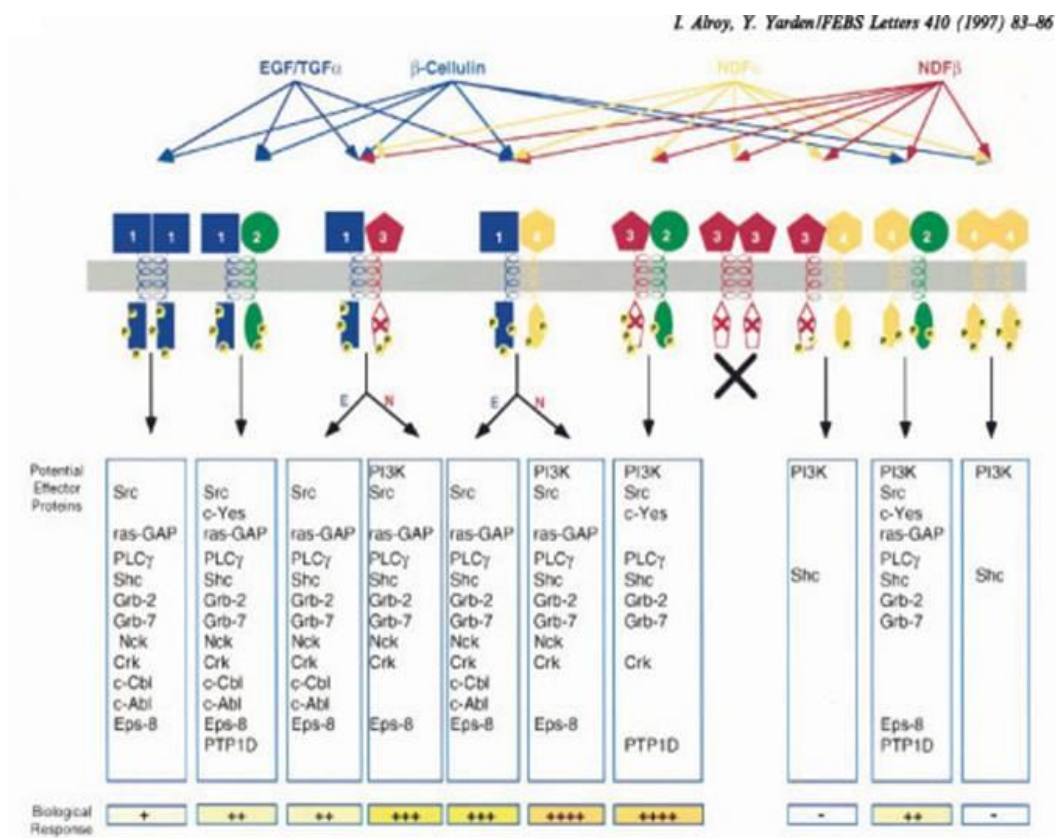 I. Alroy, Y. Yarden/FEBS Letters 410 (1997) 83–86
EGF/TGFα β-Cellulin NDFα NDFβ
1 1 1 2 1 3 1 4 3 2 3 3 3 4 4 2 4 4
E N E N
Potential
Effector
Proteins
PI3K PI3K PI3K PI3K PI3K PI3K
Src Src Src Src Src Src Src Src
c-Yes c-Yes c-Yes
ras-GAP ras-GAP ras-GAP ras-GAP ras-GAP ras-GAP ras-GAP
PLCγ PLCγ PLCγ PLCγ PLCγ PLCγ PLCγ PLCγ
Shc Shc Shc Shc Shc Shc Shc Shc Shc Shc
Grb-2 Grb-2 Grb-2 Grb-2 Grb-2 Grb-2 Grb-2 Grb-2
Grb-7 Grb-7 Grb-7 Grb-7 Grb-7 Grb-7 Grb-7 Grb-7
Nck Nck Nck Nck Nck Nck
Crk Crk Crk Crk Crk Crk Crk
c-Cbl c-Cbl c-Cbl c-Cbl
c-Abl c-Abl c-Abl c-Abl
Eps-8 Eps-8 Eps-8 Eps-8 Eps-8 Eps-8 Eps-8
PTP1D PTP1D PTP1D
Biological
Response
+ ++ ++ +++ +++ ++++ ++++ - ++ -